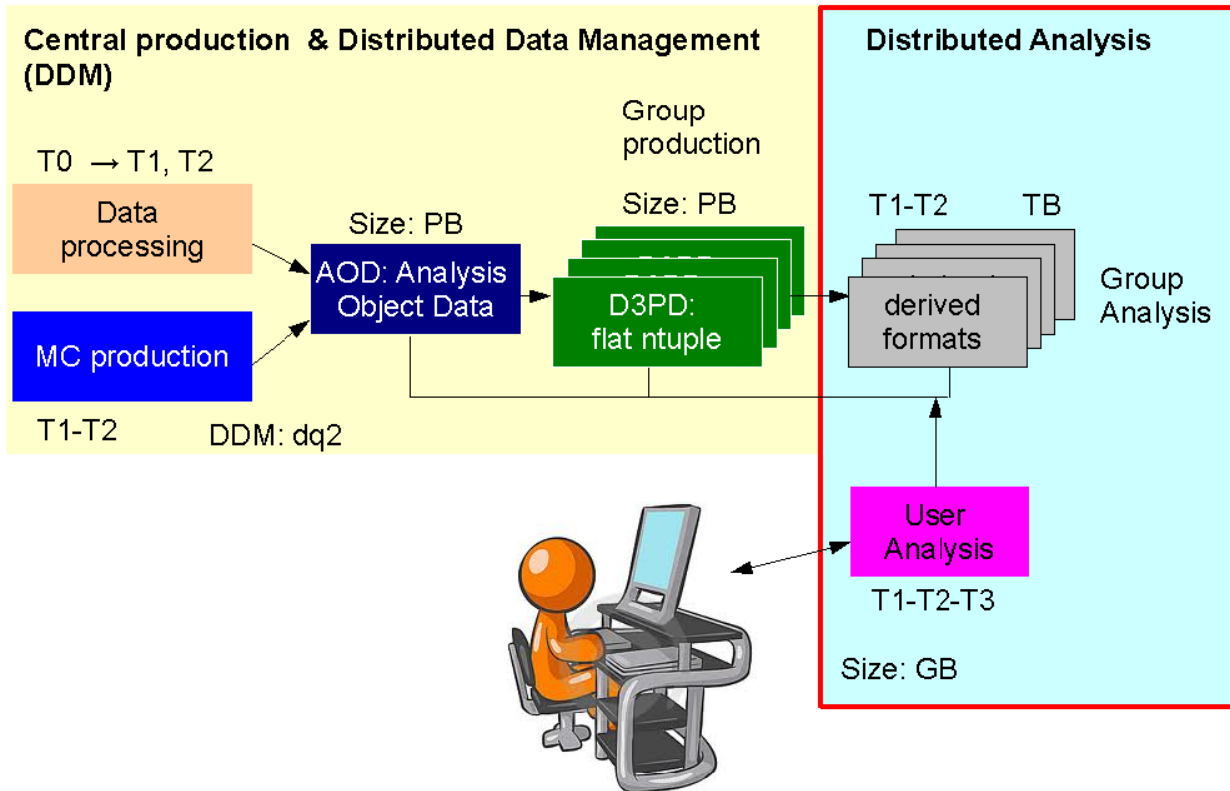 Central production & Distributed Data Management
(DDM)
Distributed Analysis
Group
production
T0 → T1, T2
Data
processing
Size: PB
Size: PB
T1-T2
TB
AOD: Analysis
Object Data
D3PD:
flat ntuple
derived
formats
Group
Analysis
MC production
T1-T2
DDM: dq2
User
Analysis
T1-T2-T3
Size: GB